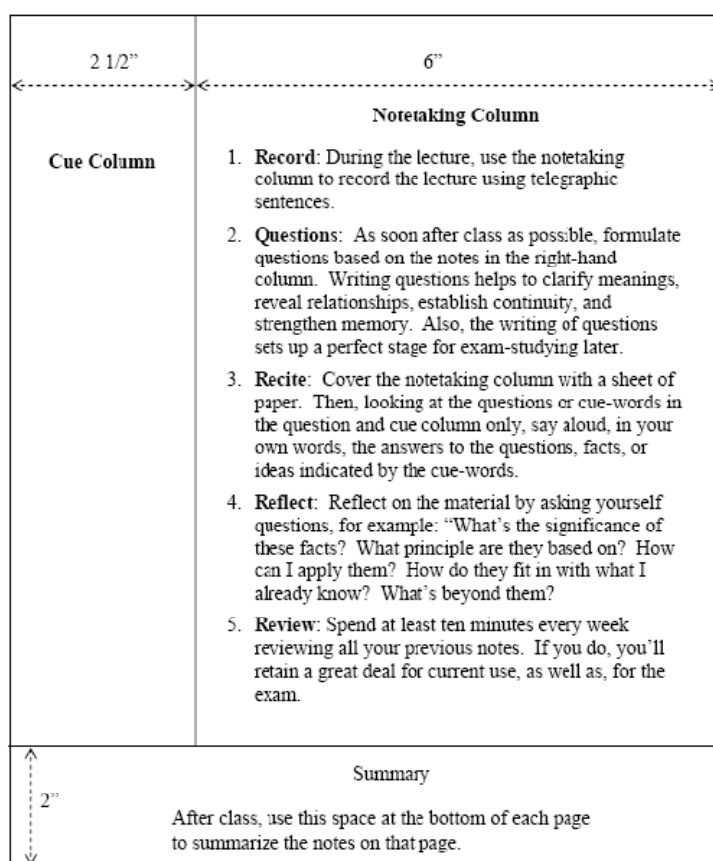 2 1/2”
6”
Cue Column
Notetaking Column
1. Record: During the lecture, use the notetaking
column to record the lecture using telegraphic
sentences.
2. Questions:  As soon after class as possible, formulate
questions based on the notes in the right-hand
column.  Writing questions helps to clarify meanings,
reveal relationships, establish continuity, and
strengthen memory.  Also, the writing of questions
sets up a perfect stage for exam-studying later.
3. Recite:  Cover the notetaking column with a sheet of
paper.  Then, looking at the questions or cue-words in
the question and cue column only, say aloud, in your
own words, the answers to the questions, facts, or
ideas indicated by the cue-words.
4. Reflect:  Reflect on the material by asking yourself
questions, for example: “What’s the significance of
these facts?  What principle are they based on?  How
can I apply them?  How do they fit in with what I
already know?  What’s beyond them?
5. Review: Spend at least ten minutes every week
reviewing all your previous notes.  If you do, you’ll
retain a great deal for current use, as well as, for the
exam.
2”
Summary
After class, use this space at the bottom of each page
to summarize the notes on that page.